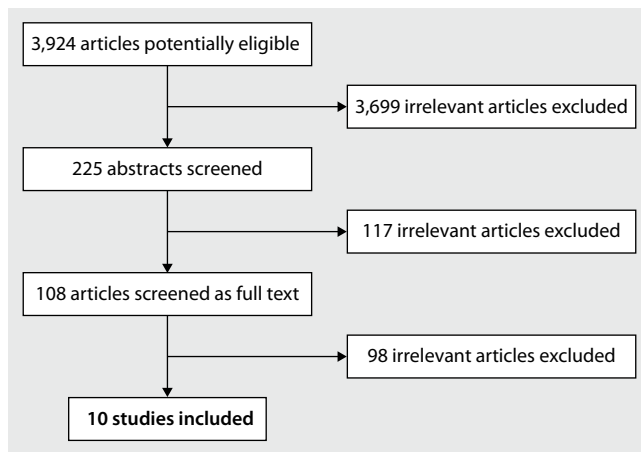 3,924 articles potentially eligible
3,699 irrelevant articles excluded
225 abstracts screened
117 irrelevant articles excluded
108 articles screened as full text
98 irrelevant articles excluded
10 studies included